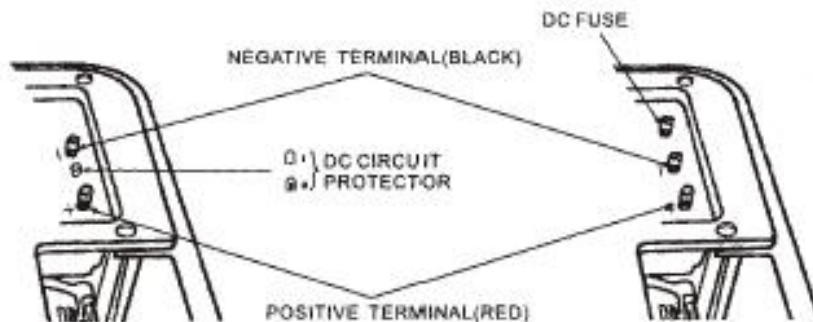 DC FUSE
NEGATIVE TERMINAL(BLACK)
DC CIRCUIT
PROTECTOR
POSITIVE TERMINAL(RED)